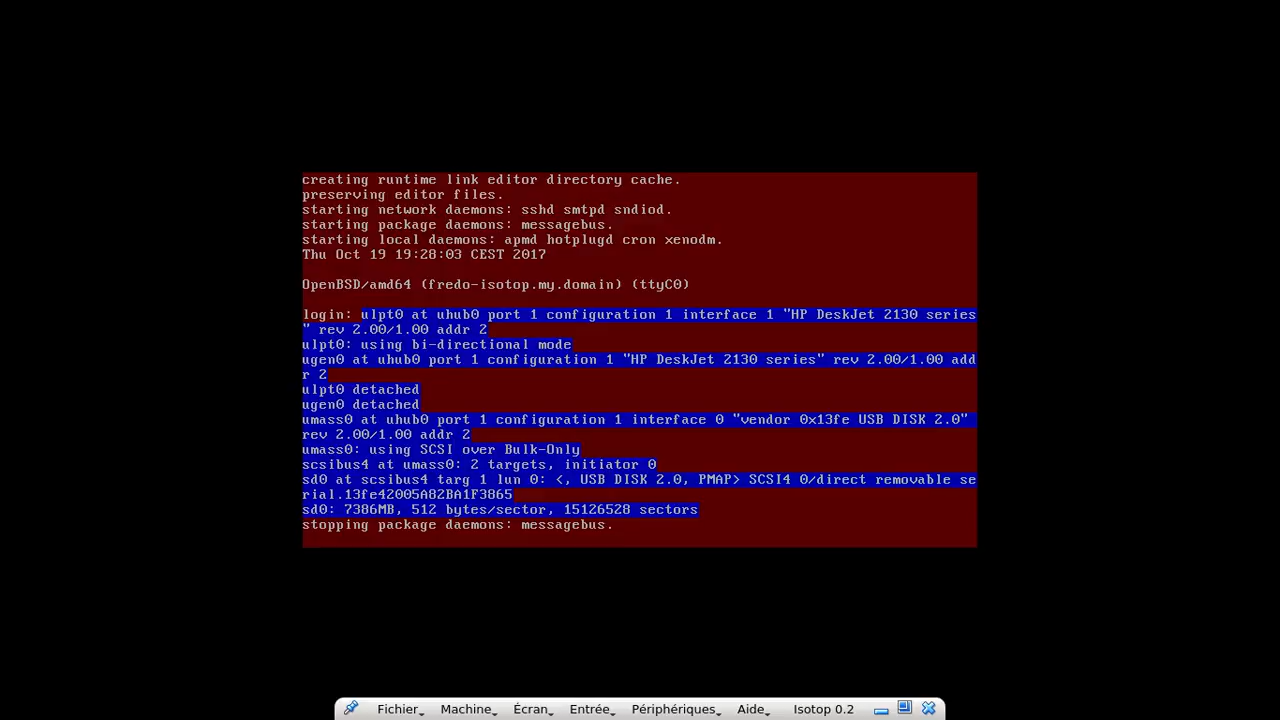 creating runtime link editor directory cache.
preserving editor files.
starting network daemons: sshd smtpd sndiod.
starting package daemons: messagebus.
starting local daemons: apmd hotplugd cron xenodm.
Thu Oct 19 19:28:03 CEST 2017
OpenBSD/amd64 (fredo-isotop.my.domain) (ttyC0)
login: ulpt0 at uhub0 port 1 configuration 1 interface 1 "HP DeskJet 2130 series
" rev 2.00/1.00 addr 2
ulpt0: using bi-directional mode
ugen0 at uhub0 port 1 configuration 1 "HP DeskJet 2130 series" rev 2.00/1.00 add
r 2
ulpt0 detached
ugen0 detached
umass0 at uhub0 port 1 configuration 1 interface 0 "vendor 0x13fe USB DISK 2.0"
rev 2.00/1.00 addr 2
umass0: using SCSI over Bulk-Only
scsibus4 at umass0: 2 targets, initiator 0
sd0 at scsibus4 targ 1 lun 0: <, USB DISK 2.0, PMAP> SCSI4 0/direct removable se
rial.13fe42005A82BA1F3865
sd0: 7386MB, 512 bytes/sector, 15126528 sectors
stopping package daemons: messagebus.
Fichier Machine Écran Entrée Périphériques Aide Isotop 0.2